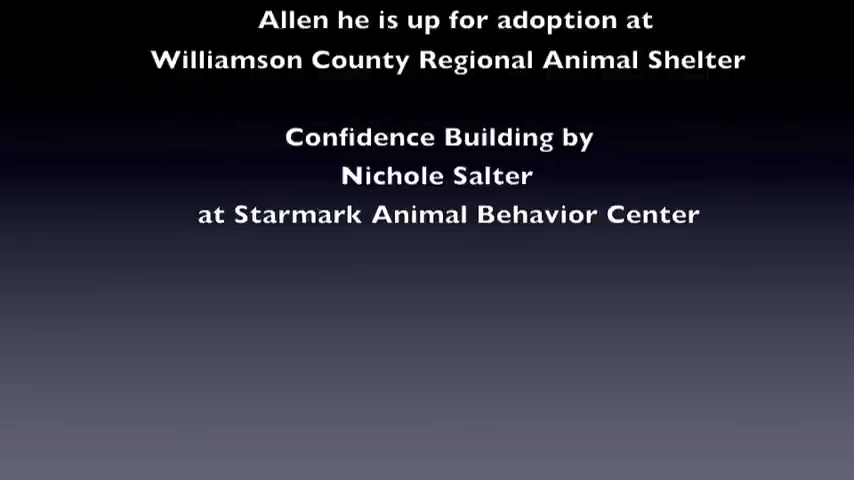 Allen he is up for adoption at
Williamson County Regional Animal Shelter
Confidence Building by
Nichole Salter
at Starmark Animal Behavior Center